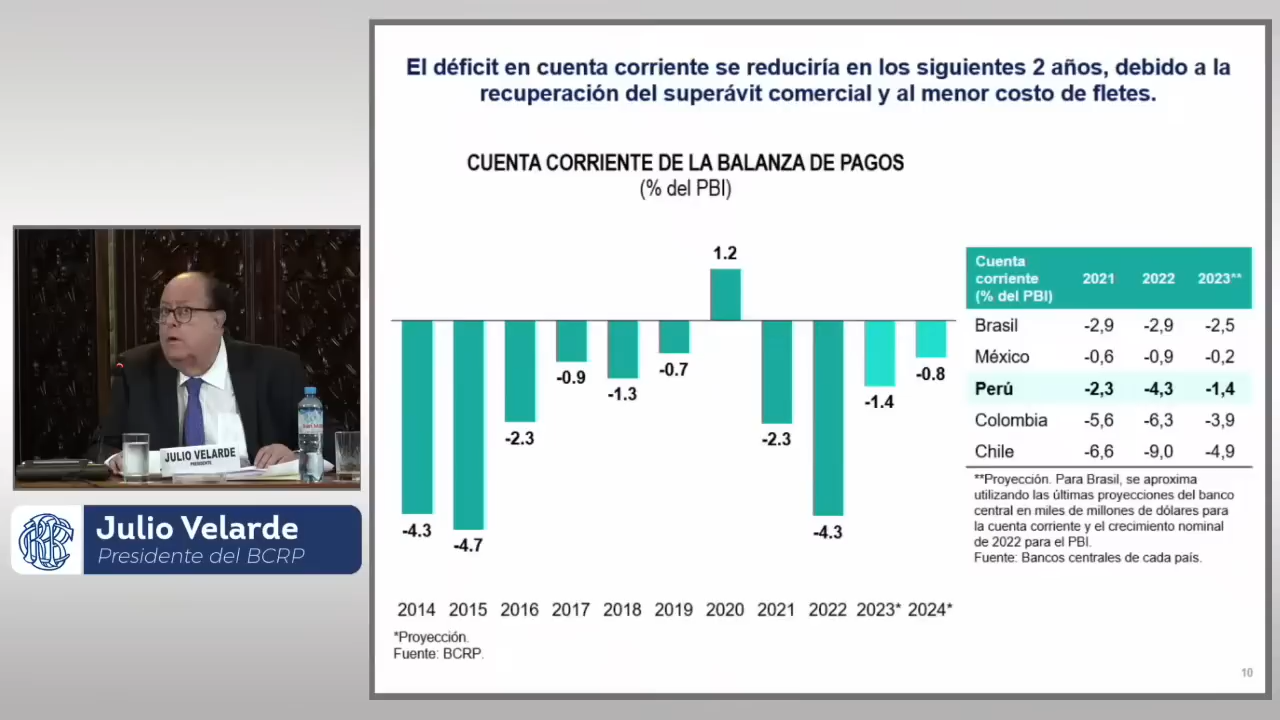 El déficit en cuenta corriente se reduciría en los siguientes 2 años, debido a la
recuperación del superávit comercial y al menor costo de fletes.
CUENTA CORRIENTE DE LA BALANZA DE PAGOS
(% del PBI)
1.2
-4.3
-4.7
-2.3
-0.9
-1.3
-0.7
-2.3
-4.3
-1.4
-0.8
2014 2015 2016 2017 2018 2019 2020 2021 2022 2023* 2024*
*Proyección.
Fuente: BCRP.
Cuenta
corriente 2021 2022 2023**
(% del PBI)
Brasil -2,9 -2,9 -2,5
México -0,6 -0,9 -0,2
Perú -2,3 -4,3 -1,4
Colombia -5,6 -6,3 -3,9
Chile -6,6 -9,0 -4,9
**Proyección. Para Brasil, se aproxima
utilizando las últimas proyecciones del banco
central en miles de millones de dólares para
la cuenta corriente y el crecimiento nominal
de 2022 para el PBI.
Fuente: Bancos centrales de cada país.
10
JULIO VELARDE
PRESIDENTE
Julio Velarde
Presidente del BCRP